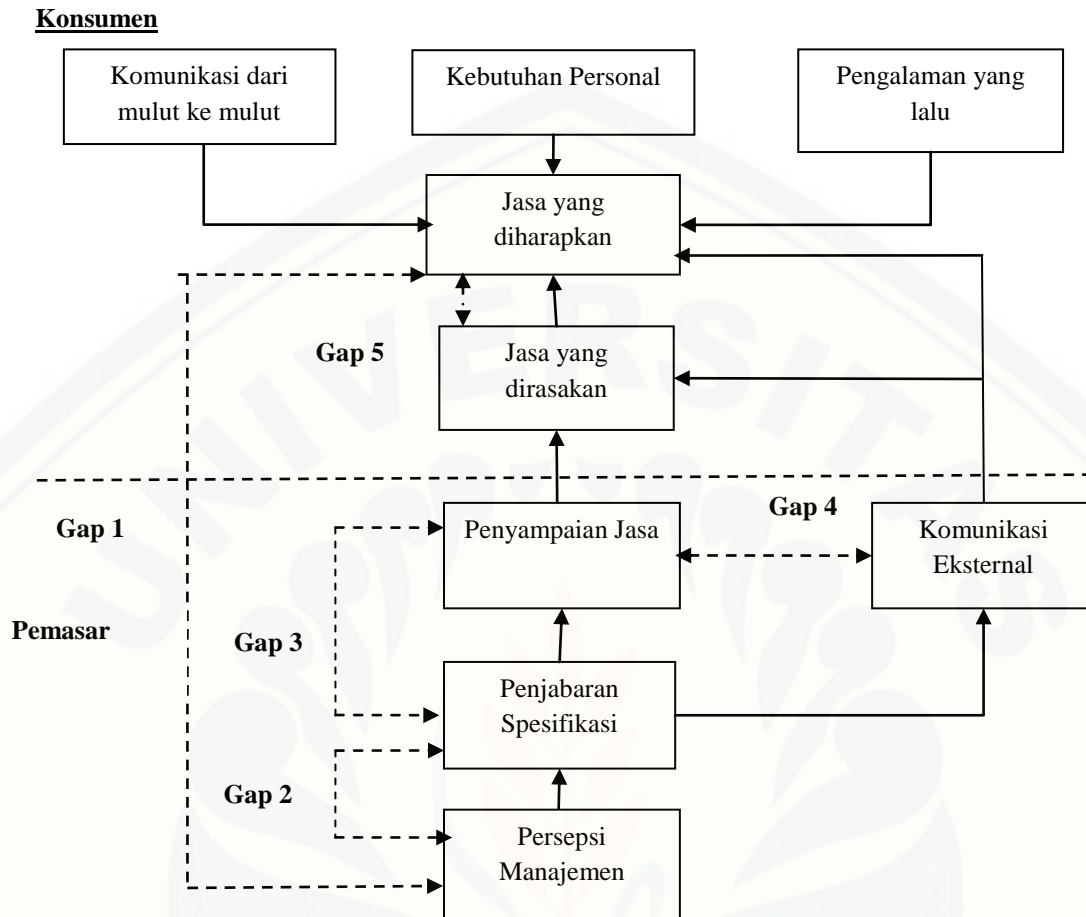 Konsumen
Komunikasi dari
mulut ke mulut
Kebutuhan Personal
Pengalaman yang
lalu
Jasa yang
diharapkan
Gap 5
Jasa yang
dirasakan
Gap 1
Penyampaian Jasa
Gap 4
Komunikasi
Eksternal
Pemasar
Gap 3
Penjabaran
Spesifikasi
Gap 2
Persepsi
Manajemen
UNIVERSITAS